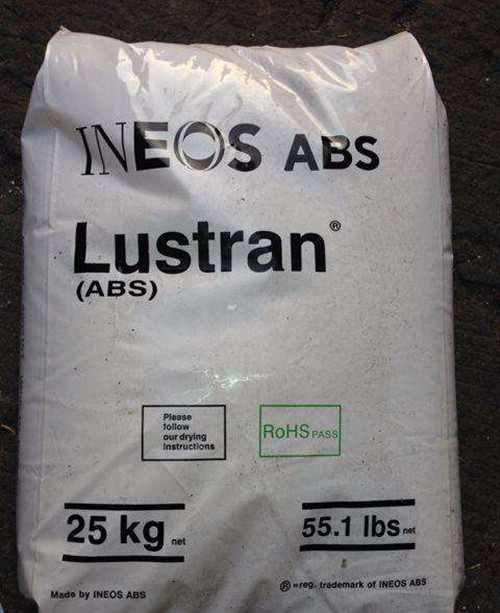 INEOS ABS
Lustran®
(ABS)
Please
follow
our drying
instructions
RoHS PASS
25 kg net
55.1 lbs net
Made by INEOS ABS
® =reg. trademark of INEOS ABS